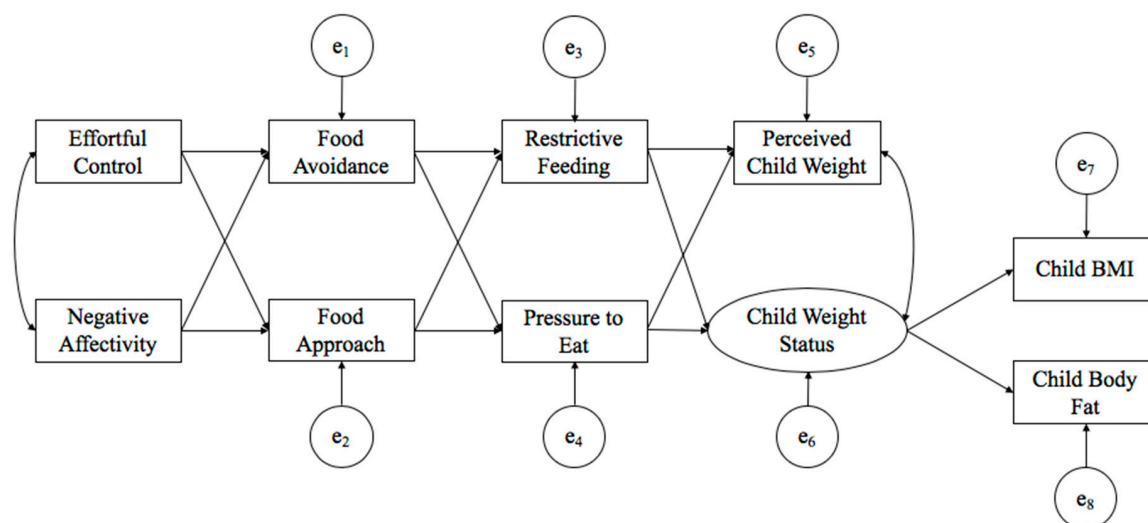 e₁
e₃
e₅
Effortful
Control
Food
Avoidance
Restrictive
Feeding
Perceived
Child Weight
e₇
Child BMI
Negative
Affectivity
Food
Approach
Pressure to
Eat
Child Weight
Status
Child Body
Fat
e₂
e₄
e₆
e₈